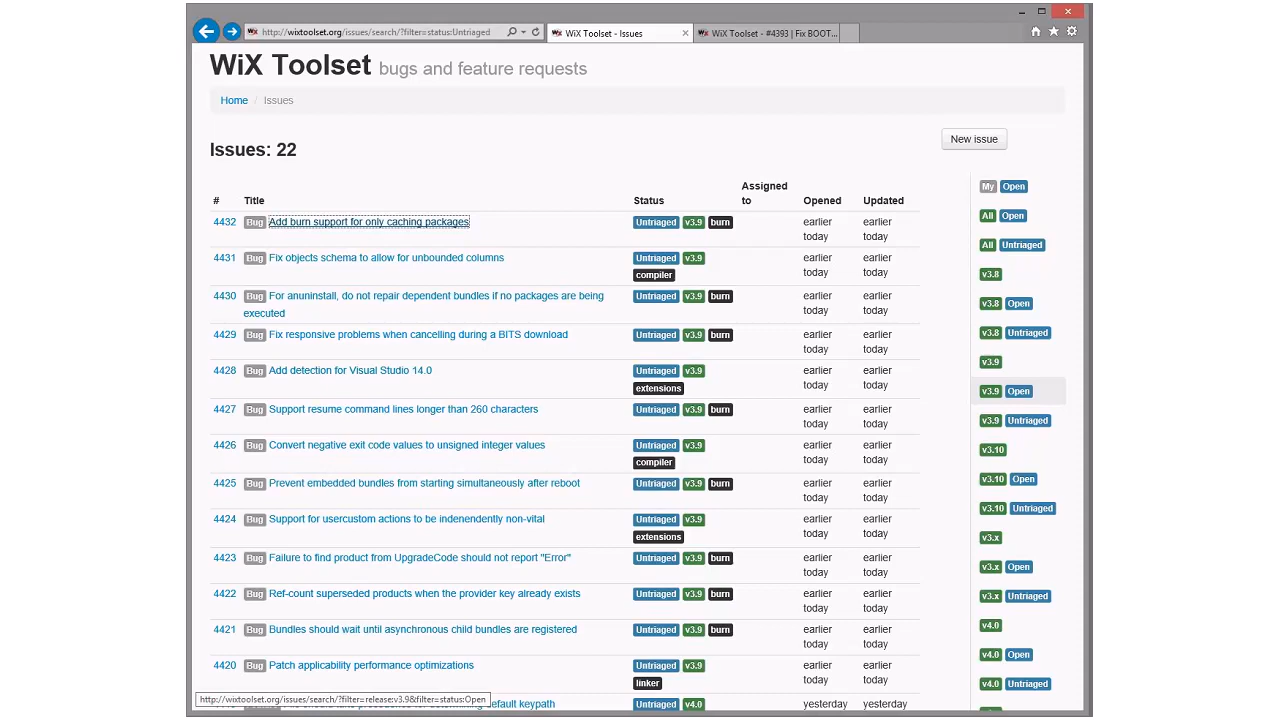 http://wixtoolset.org/issues/search/?filter=status:Untriaged
WiX Toolset - Issues
WiX Toolset - #4393 | Fix BOOT...
WiX Toolset bugs and feature requests
Home / Issues
Issues: 22
New issue
# Title Status Assigned to Opened Updated
4432 Bug Add burn support for only caching packages Untriaged v3.9 burn earlier today earlier today
4431 Bug Fix objects schema to allow for unbounded columns Untriaged v3.9 compiler earlier today earlier today
4430 Bug For anuninstall, do not repair dependent bundles if no packages are being executed Untriaged v3.9 burn earlier today earlier today
4429 Bug Fix responsive problems when cancelling during a BITS download Untriaged v3.9 burn earlier today earlier today
4428 Bug Add detection for Visual Studio 14.0 Untriaged v3.9 extensions earlier today earlier today
4427 Bug Support resume command lines longer than 260 characters Untriaged v3.9 burn earlier today earlier today
4426 Bug Convert negative exit code values to unsigned integer values Untriaged v3.9 compiler earlier today earlier today
4425 Bug Prevent embedded bundles from starting simultaneously after reboot Untriaged v3.9 burn earlier today earlier today
4424 Bug Support for usercustom actions to be indenendently non-vital Untriaged v3.9 extensions earlier today earlier today
4423 Bug Failure to find product from UpgradeCode should not report "Error" Untriaged v3.9 burn earlier today earlier today
4422 Bug Ref-count superseded products when the provider key already exists Untriaged v3.9 burn earlier today earlier today
4421 Bug Bundles should wait until asynchronous child bundles are registered Untriaged v3.9 burn earlier today earlier today
4420 Bug Patch applicability performance optimizations Untriaged v3.9 linker earlier today earlier today
default keypath Untriaged v4.0 yesterday yesterday
My Open
All Open
All Untriaged
v3.8
v3.8 Open
v3.8 Untriaged
v3.9
v3.9 Open
v3.9 Untriaged
v3.10
v3.10 Open
v3.10 Untriaged
v3.x
v3.x Open
v3.x Untriaged
v4.0
v4.0 Open
v4.0 Untriaged
http://wixtoolset.org/issues/search/?filter=release:v3.9&filter=status:Open